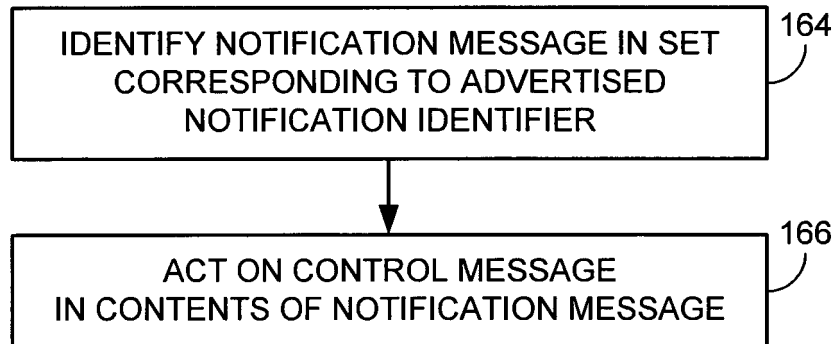 IDENTIFY NOTIFICATION MESSAGE IN SET
CORRESPONDING TO ADVERTISED
NOTIFICATION IDENTIFIER
164
ACT ON CONTROL MESSAGE
IN CONTENTS OF NOTIFICATION MESSAGE
166